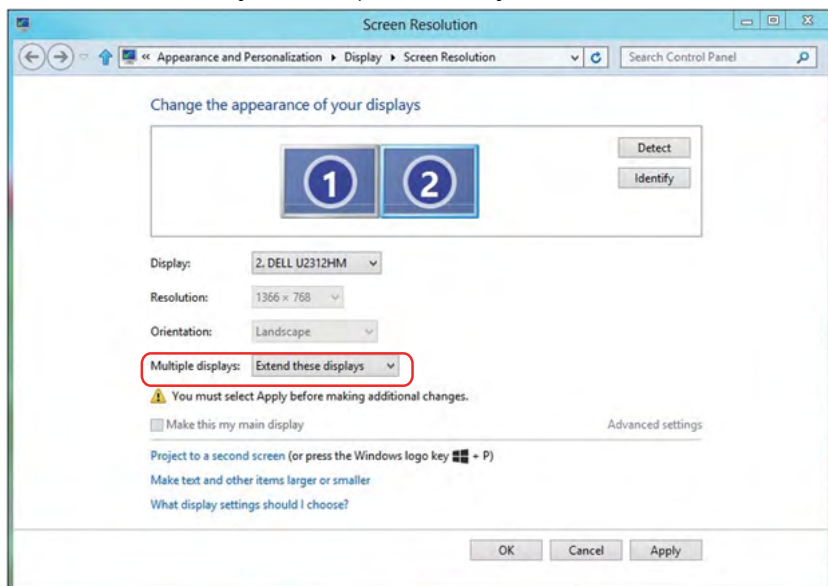 Screen Resolution
« Appearance and Personalization ▸ Display ▸ Screen Resolution
Search Control Panel
Change the appearance of your displays
1
2
Detect
Identify
Display: 2. DELL U2312HM
Resolution: 1366 × 768
Orientation: Landscape
Multiple displays: Extend these displays
You must select Apply before making additional changes.
Make this my main display Advanced settings
Project to a second screen (or press the Windows logo key + P)
Make text and other items larger or smaller
What display settings should I choose?
OK Cancel Apply